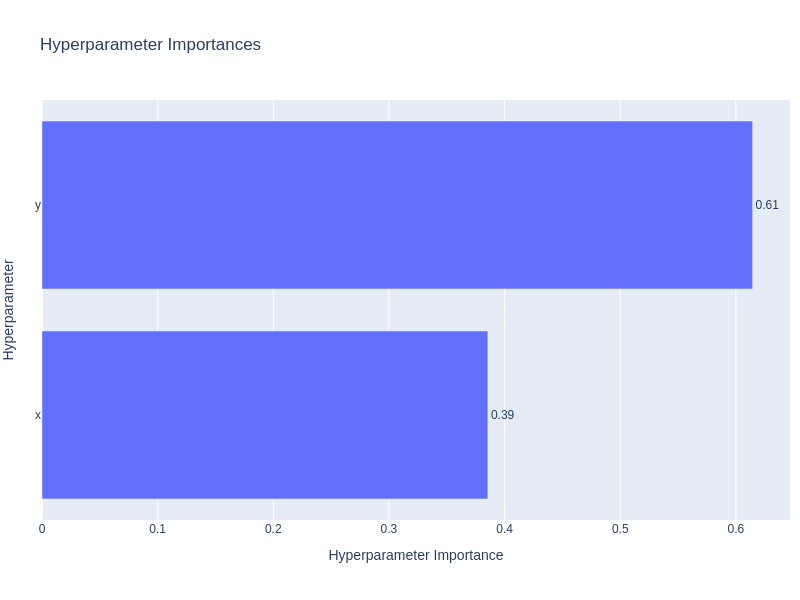 Hyperparameter Importances
Hyperparameter
y
0.61
x
0.39
0
0.1
0.2
0.3
0.4
0.5
0.6
Hyperparameter Importance